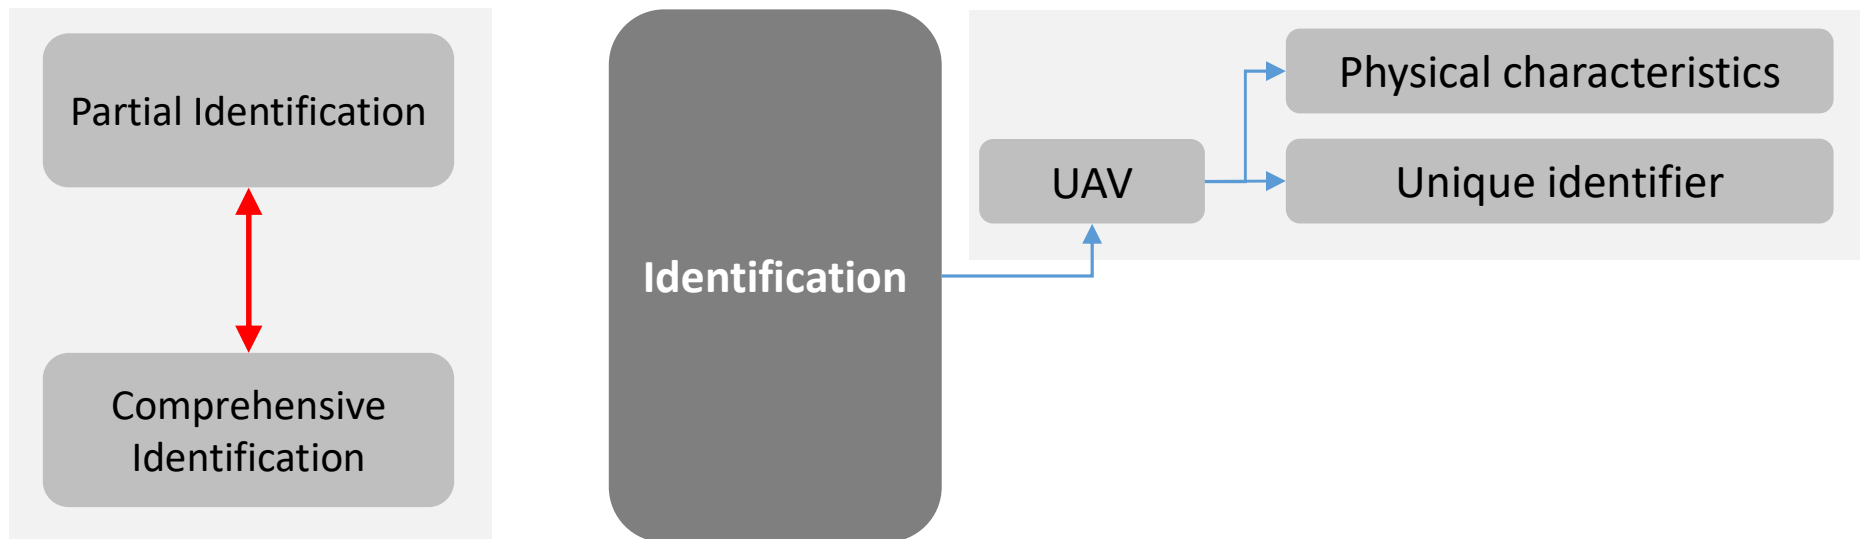 Partial Identification
Comprehensive
Identification
Identification
UAV
Physical characteristics
Unique identifier